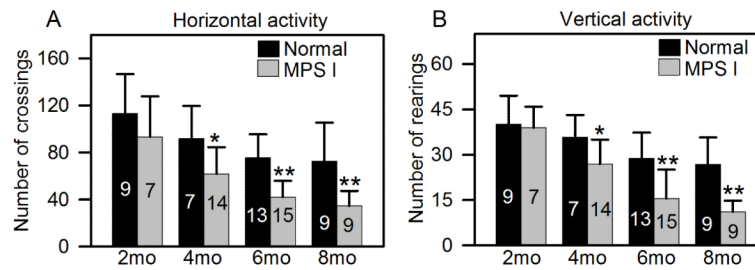 A Horizontal activity
Number of crossings
160
120
80
40
0
Normal
MPS I
* ** **
9 7 7 14 13 15 9 9
2mo 4mo 6mo 8mo
B Vertical activity
Number of rearings
60
45
30
15
0
Normal
MPS I
* ** **
9 7 7 14 13 15 9 9
2mo 4mo 6mo 8mo